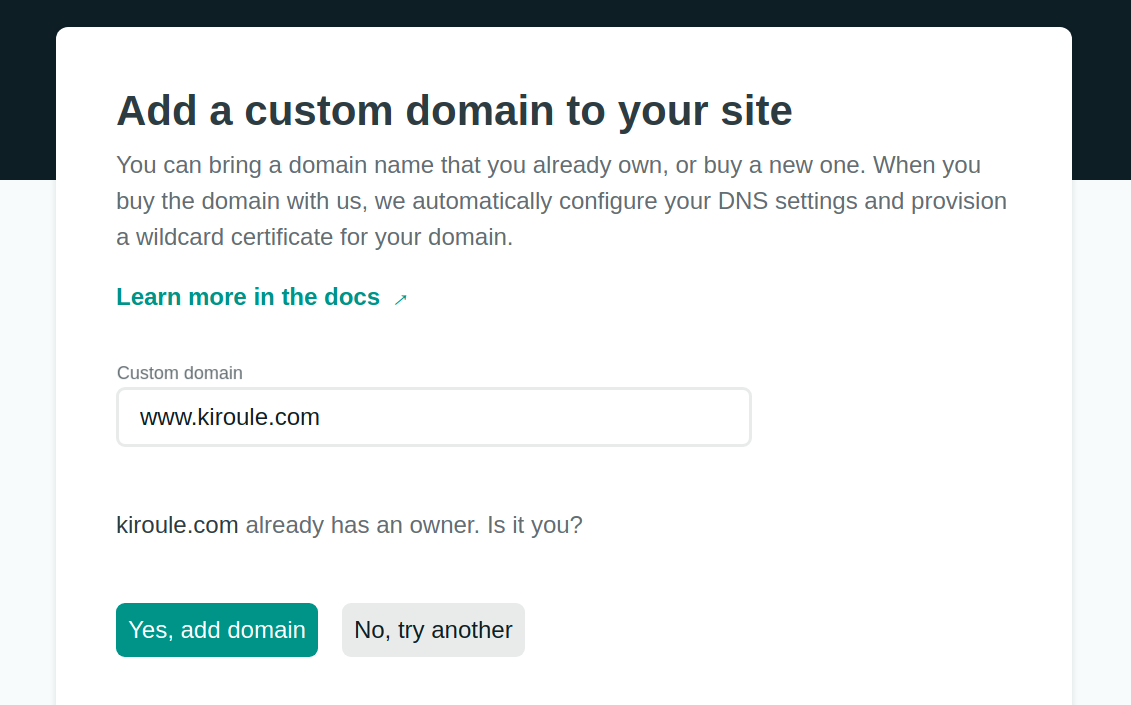 Add a custom domain to your site
You can bring a domain name that you already own, or buy a new one. When you
buy the domain with us, we automatically configure your DNS settings and provision
a wildcard certificate for your domain.
Learn more in the docs ↗
Custom domain
www.kiroule.com
kiroule.com already has an owner. Is it you?
Yes, add domain No, try another